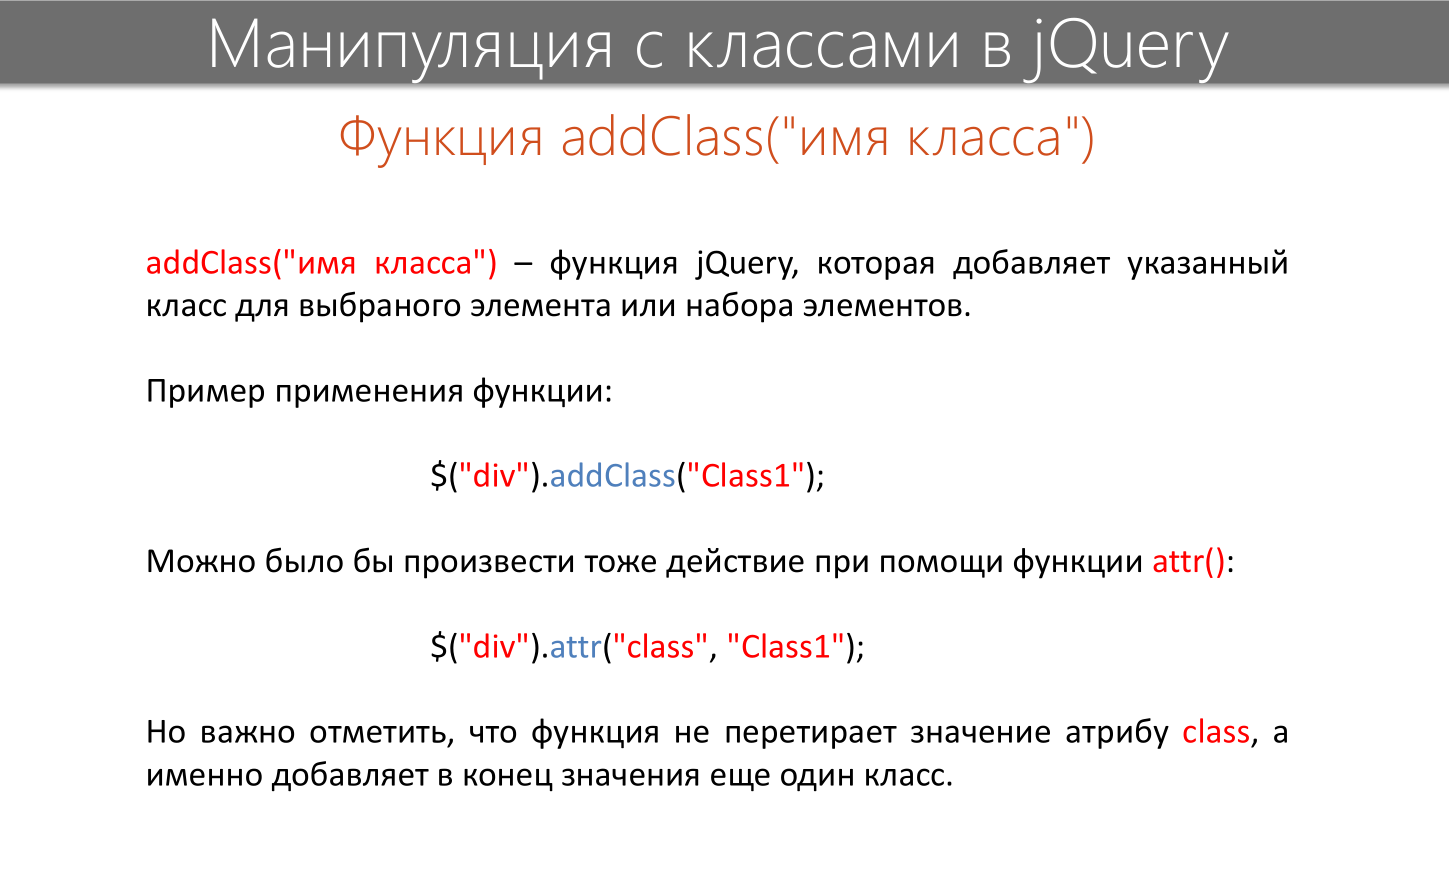 Манипуляция с классами в jQuery
Функция addClass("имя класса")
addClass("имя класса") – функция jQuery, которая добавляет указанный
класс для выбраного элемента или набора элементов.
Пример применения функции:
$("div").addClass("Class1");
Можно было бы произвести тоже действие при помощи функции attr():
$("div").attr("class", "Class1");
Но важно отметить, что функция не перетирает значение атрибу class, а
именно добавляет в конец значения еще один класс.